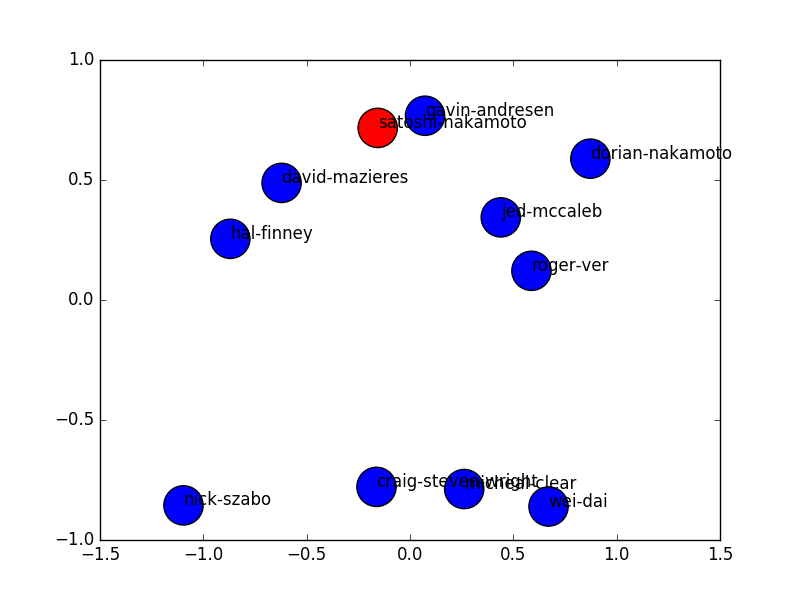 1.0
gavin-andresen
satoshi-nakamoto
dorian-nakamoto
0.5
david-mazieres
jed-mccaleb
hal-finney
roger-ver
0.0
−0.5
craig-steven-wright
micheal-clear
nick-szabo
wei-dai
−1.0
−1.5
−1.0
−0.5
0.0
0.5
1.0
1.5